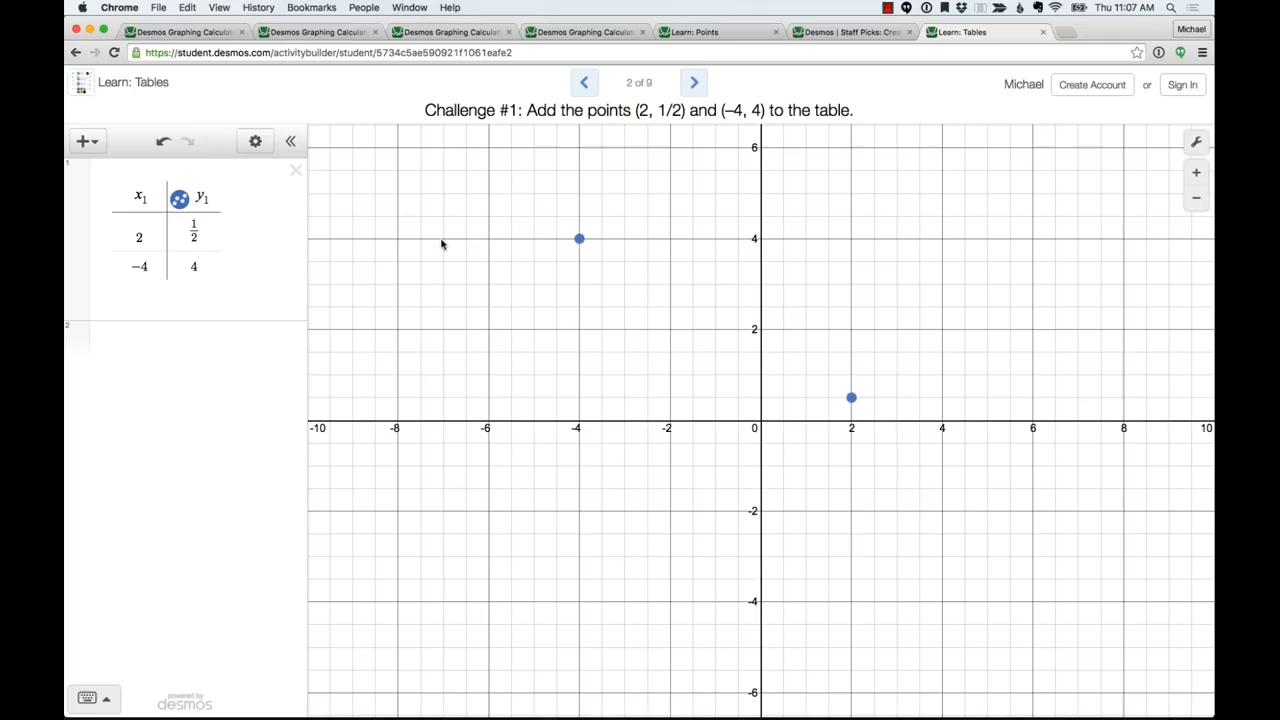 Chrome File Edit View History Bookmarks People Window Help Thu 11:07 AM
Desmos Graphing Calculat Desmos Graphing Calculat Desmos Graphing Calculat Desmos Graphing Calculat Learn: Points Desmos | Staff Picks: Crea Learn: Tables Michael
https://student.desmos.com/activitybuilder/student/5734c5ae590921f1061eafe2
Learn: Tables 2 of 9 Michael Create Account or Sign In
Challenge #1: Add the points (2, 1/2) and (–4, 4) to the table.
1
x₁ y₁
2 1/2
−4 4
2
powered by
desmos
6
4
2
-10 -8 -6 -4 -2 0 2 4 6 8 10
-2
-4
-6